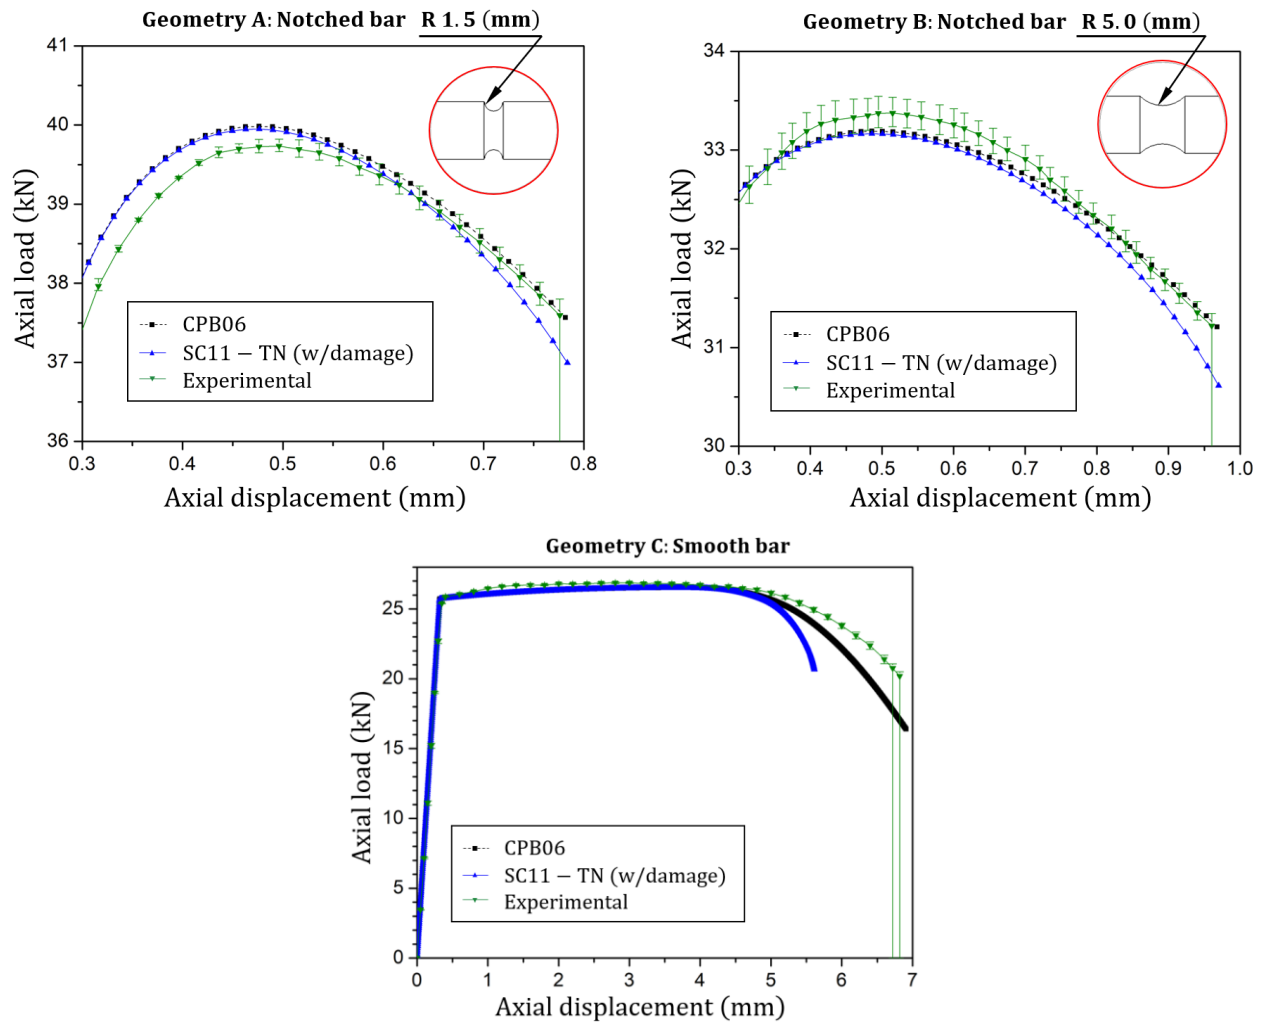 Geometry A: Notched bar R 1.5 (mm)
41
40
39
38
37
36
Axial load (kN)
CPB06
SC11 − TN (w/damage)
Experimental
0.3 0.4 0.5 0.6 0.7 0.8
Axial displacement (mm)
Geometry B: Notched bar R 5.0 (mm)
34
33
32
31
30
Axial load (kN)
CPB06
SC11 − TN (w/damage)
Experimental
0.3 0.4 0.5 0.6 0.7 0.8 0.9 1.0
Axial displacement (mm)
Geometry C: Smooth bar
25
20
15
10
5
0
Axial load (kN)
CPB06
SC11 − TN (w/damage)
Experimental
0 1 2 3 4 5 6 7
Axial displacement (mm)